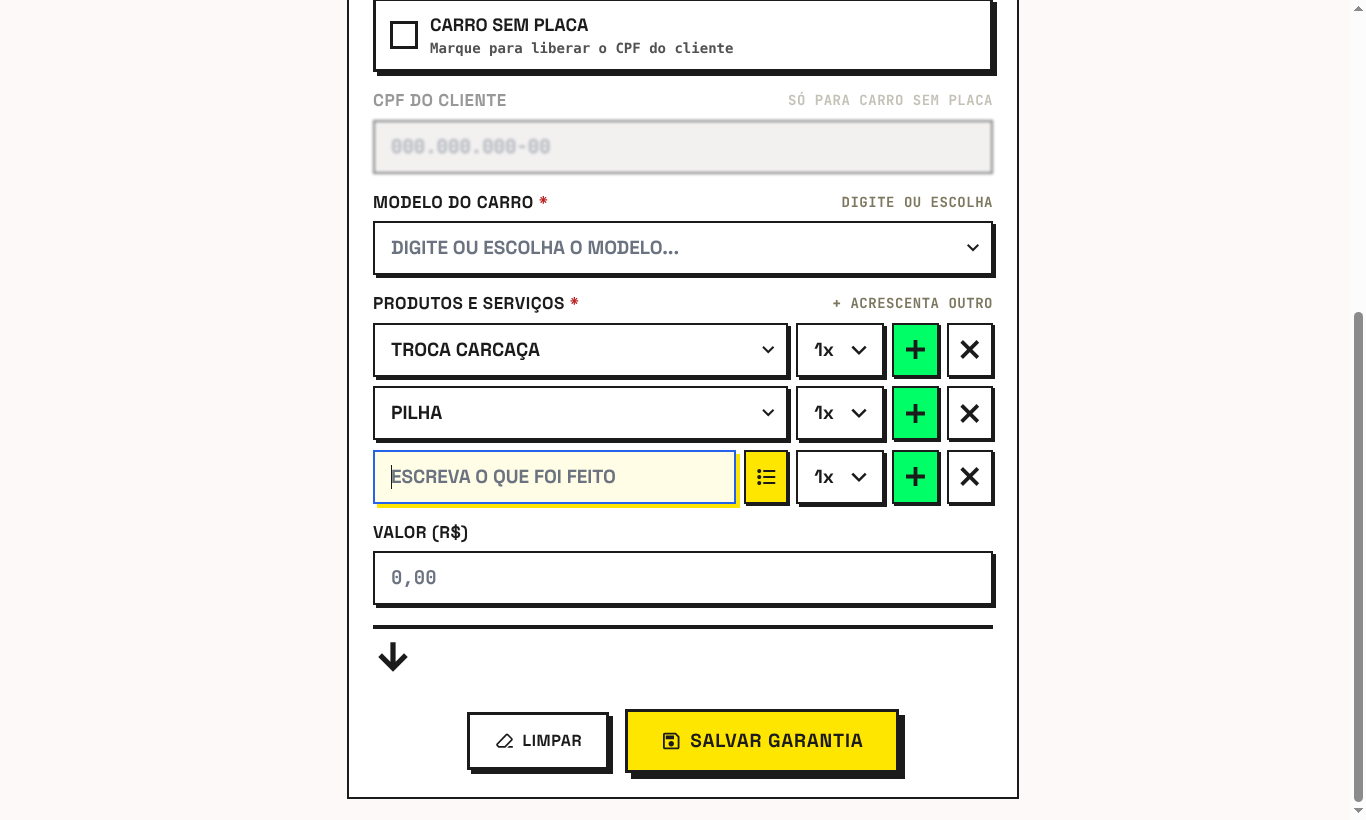 CARRO SEM PLACA
Marque para liberar o CPF do cliente
CPF DO CLIENTE SÓ PARA CARRO SEM PLACA
000.000.000-00
MODELO DO CARRO * DIGITE OU ESCOLHA
DIGITE OU ESCOLHA O MODELO...
PRODUTOS E SERVIÇOS * + ACRESCENTA OUTRO
TROCA CARCAÇA 1x
PILHA 1x
ESCREVA O QUE FOI FEITO 1x
VALOR (R$)
0,00
LIMPAR SALVAR GARANTIA